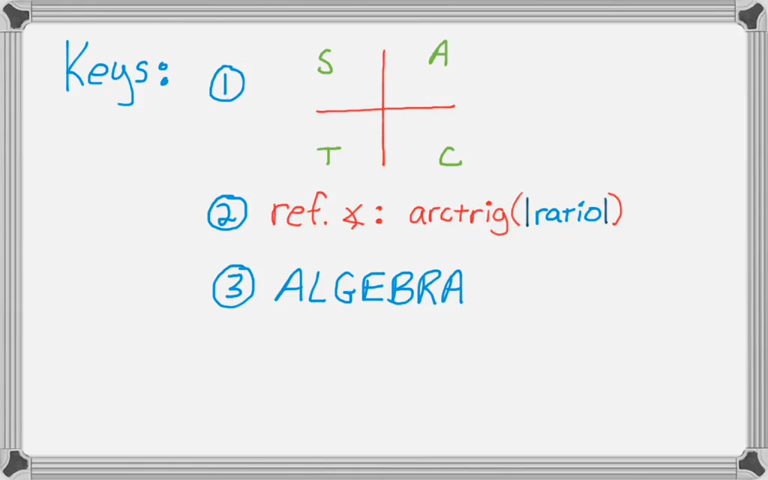 Keys: ① S A
T C
② ref. ∡: arctrig(|ratio|)
③ ALGEBRA